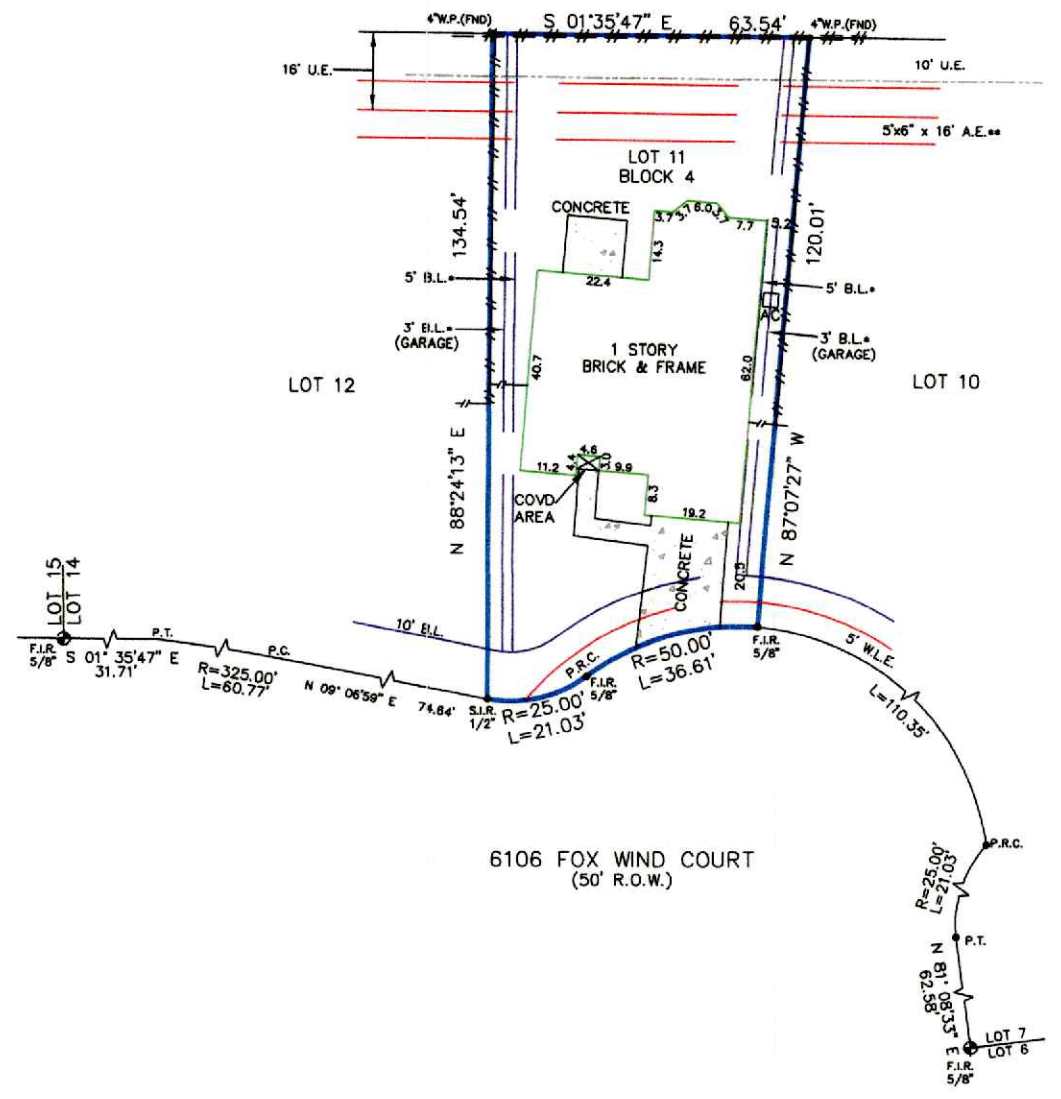 4"W.P.(FND)
S 01°35'47" E
63.54'
4"W.P.(FND)
16' U.E.
10' U.E.
5'x6" x 16' A.E.**
LOT 11
BLOCK 4
CONCRETE
3.7
3.7
6.0
3.7
7.7
5.2
134.54'
120.01'
14.3
5' B.L.*
22.4
5' B.L.*
AC
3' B.L.*
(GARAGE)
3' B.L.*
(GARAGE)
1 STORY
BRICK & FRAME
40.7
62.0
LOT 12
LOT 10
N 88°24'13" E
N 87°07'27" W
11.2
4.4
4.6
3.0
9.9
8.3
19.2
COVD
AREA
CONCRETE
20.5
LOT 15
LOT 14
10' B.L.
5' W.L.E.
F.I.R.
5/8"
S 01° 35'47" E
31.71'
P.T.
R=325.00'
L=60.77'
P.C.
N 09° 06'59" E
74.64'
S.I.R.
1/2"
R=25.00'
L=21.03'
P.R.C.
F.I.R.
5/8"
R=50.00'
L=36.61'
F.I.R.
5/8"
L=110.35'
6106 FOX WIND COURT
(50' R.O.W.)
P.R.C.
R=25.00'
L=21.03'
P.T.
N 81° 08'33" E
62.58'
LOT 7
LOT 6
F.I.R.
5/8"